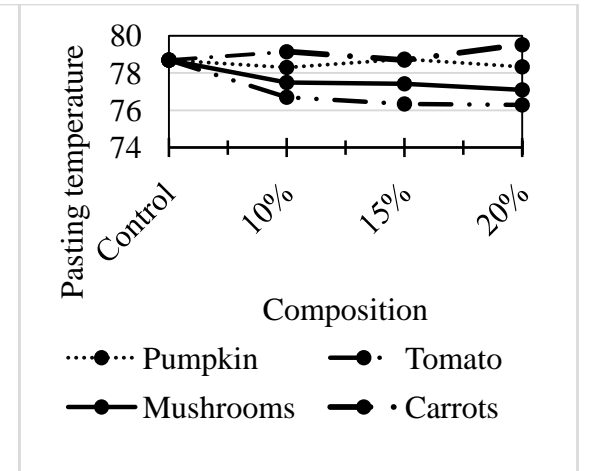 80
78
76
74
Pasting temperature
Control
10%
15%
20%
Composition
Pumpkin
Tomato
Mushrooms
Carrots